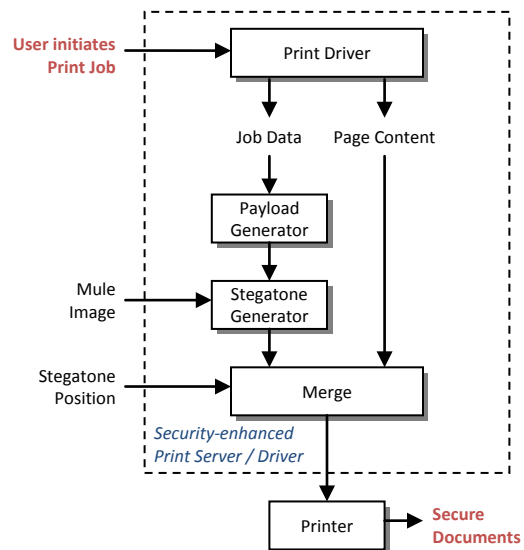 User initiates
Print Job
Print Driver
Job Data
Page Content
Payload
Generator
Mule
Image
Stegatone
Generator
Stegatone
Position
Merge
Security-enhanced
Print Server / Driver
Printer
Secure
Documents